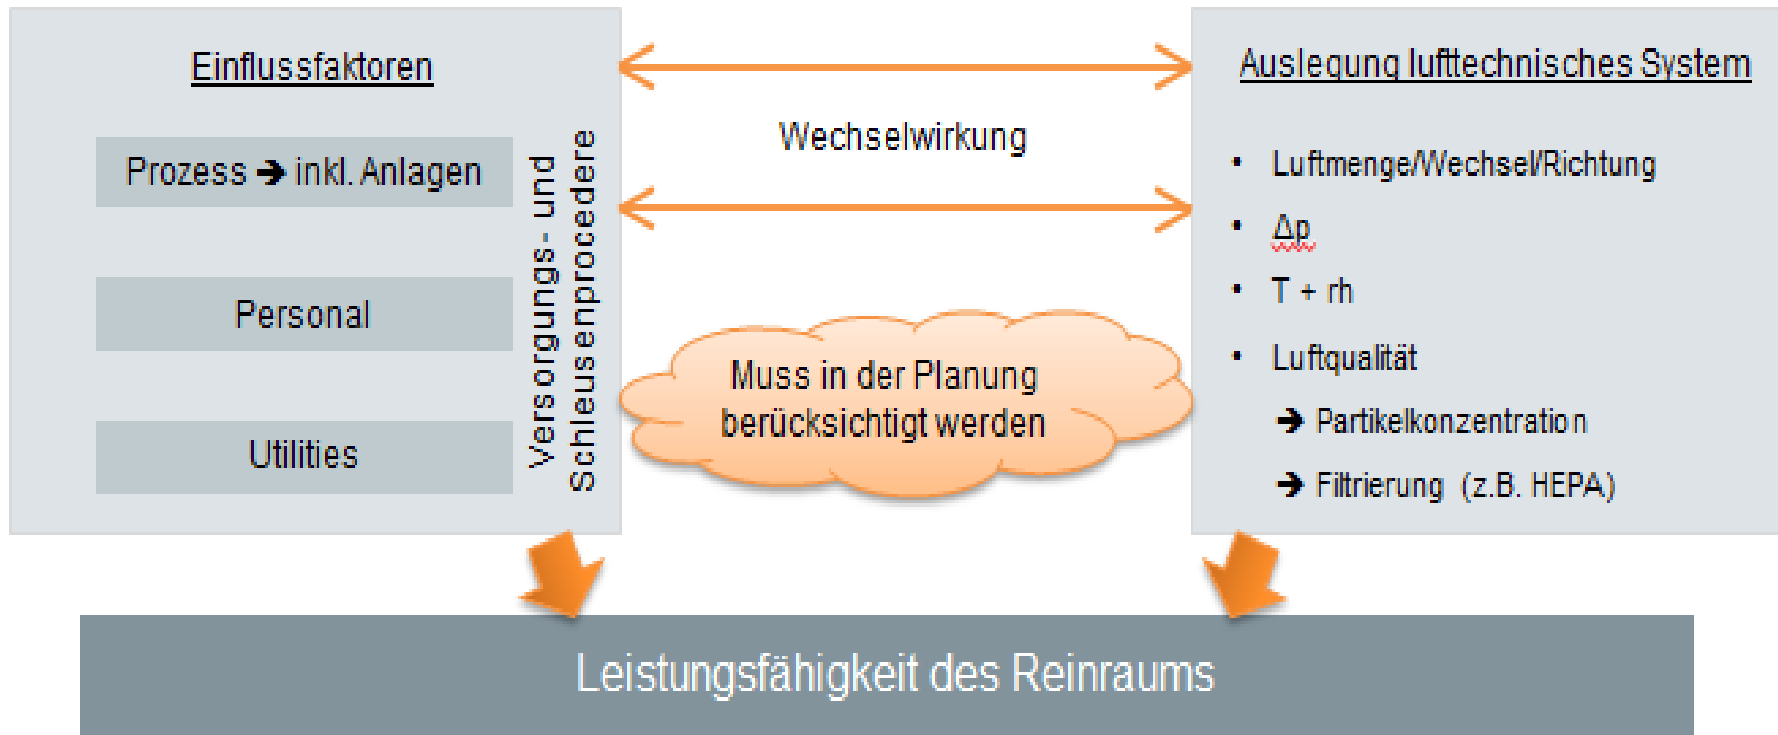 Einflussfaktoren
Prozess ➔ inkl. Anlagen
Personal
Utilities
Versorgungs- und
Schleusenprocedere
Wechselwirkung
Muss in der Planung
berücksichtigt werden
Auslegung lufttechnisches System
• Luftmenge/Wechsel/Richtung
• Δp
• T + rh
• Luftqualität
➔ Partikelkonzentration
➔ Filtrierung (z.B. HEPA)
Leistungsfähigkeit des Reinraums